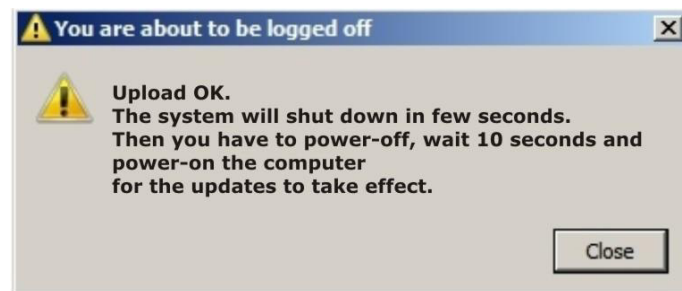 You are about to be logged off
Upload OK.
The system will shut down in few seconds.
Then you have to power-off, wait 10 seconds and
power-on the computer
for the updates to take effect.
Close